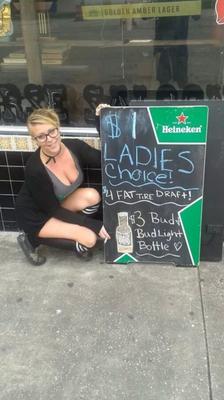 GOLDEN AMBER LAGER
Heineken
$1
LADIES
Choice!
$4 FAT TIRE DRAFT!
$3 Bud &
Bud Light
Bottle ♡